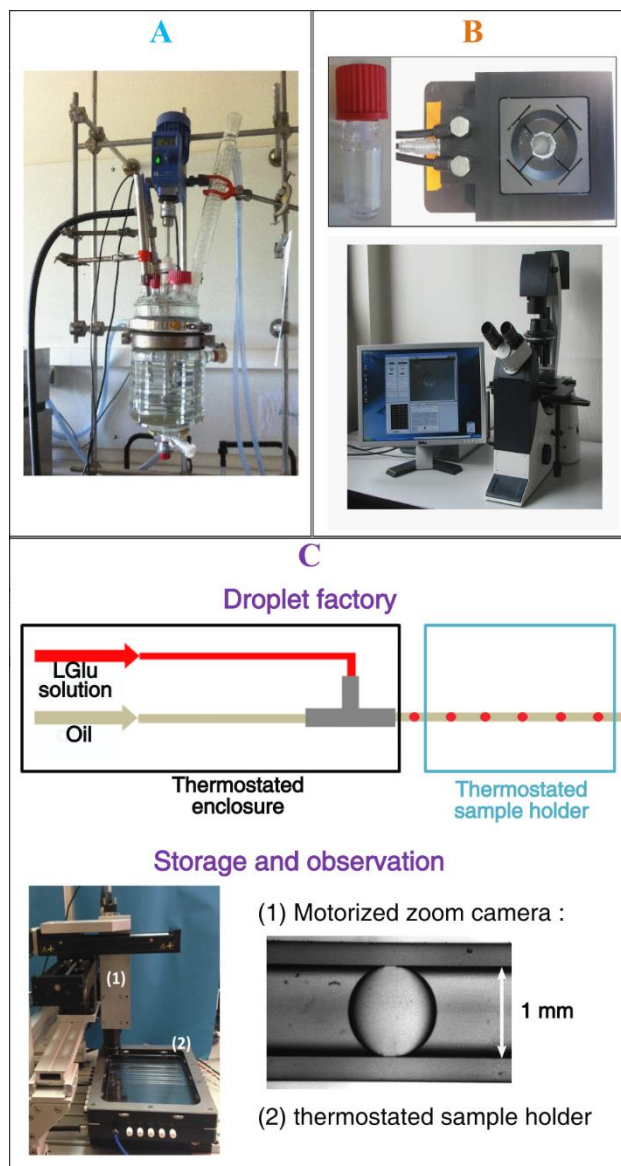 A
B
C
Droplet factory
LGlu
solution
Oil
Thermostated
enclosure
Thermostated
sample holder
Storage and observation
(1) Motorized zoom camera :
(1)
(2)
1 mm
(2) thermostated sample holder